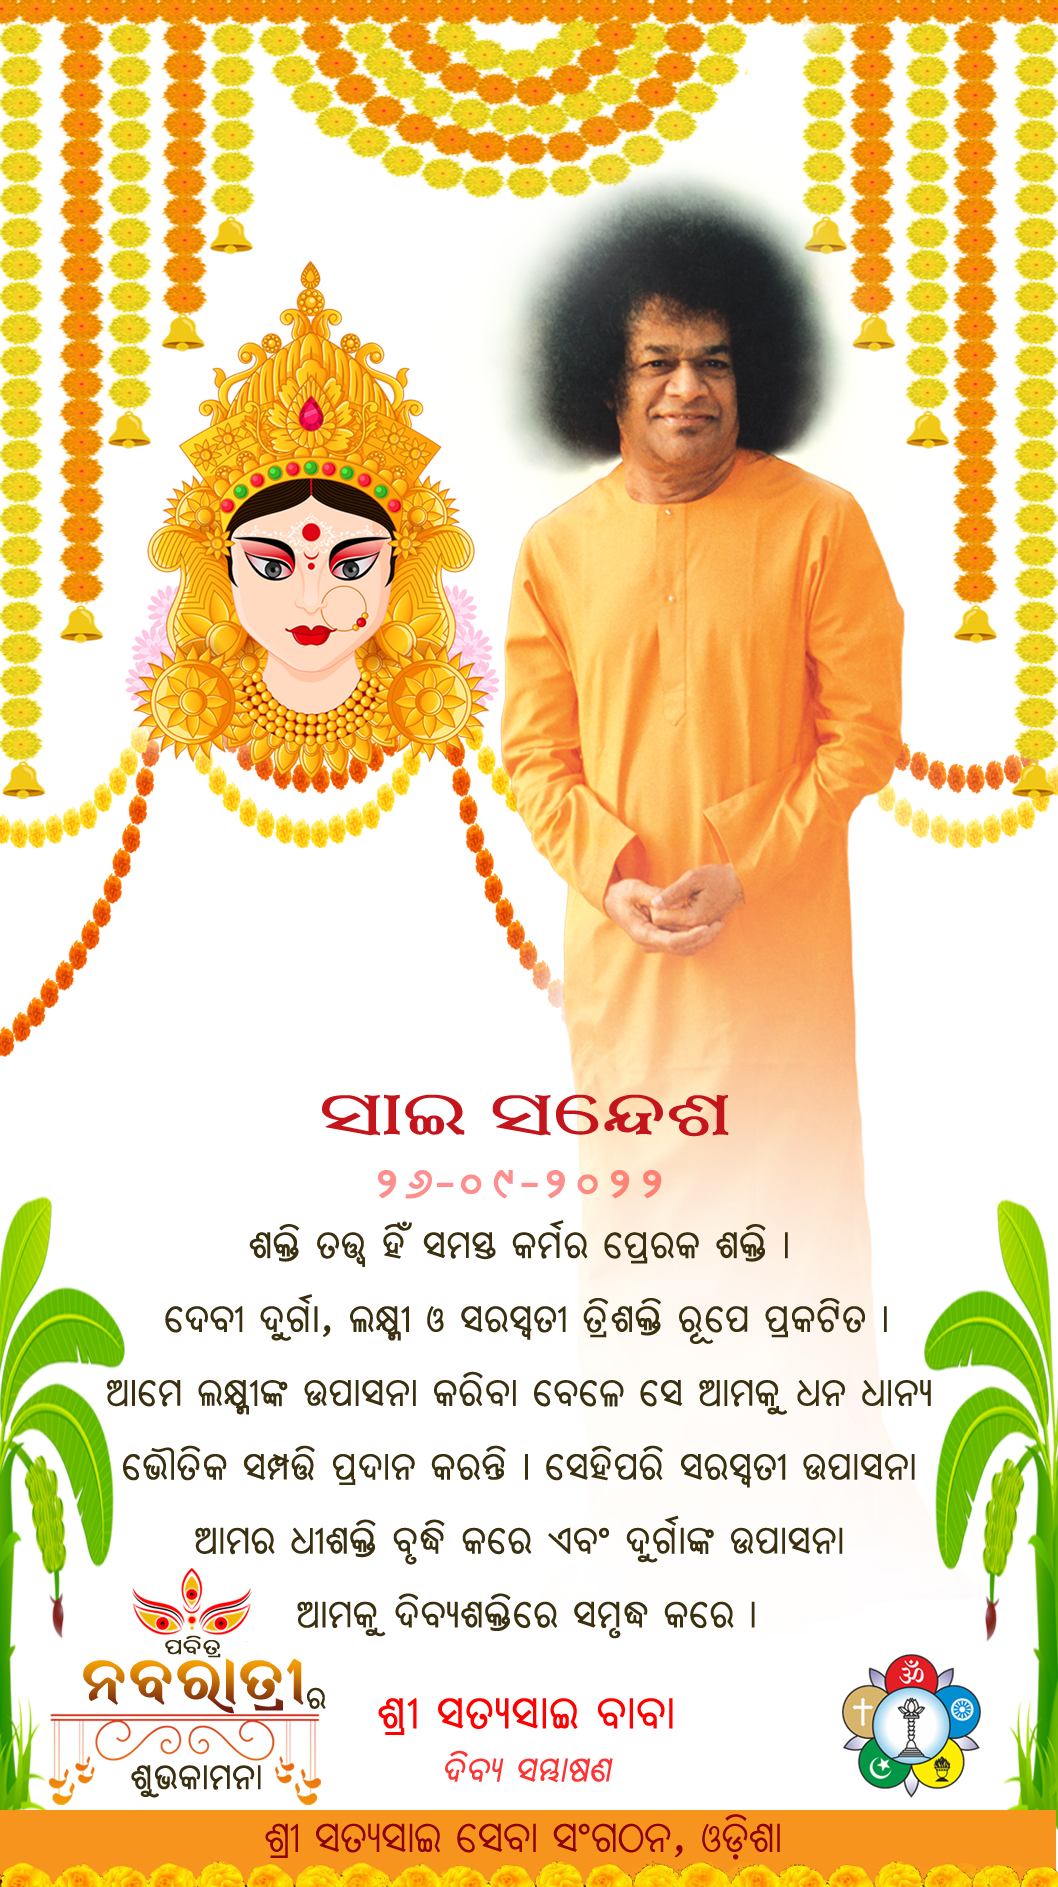 ସାଇ ସନ୍ଦେଶ
୨୬-୦୯-୨୦୨୨
ଶକ୍ତି ତତ୍ତ୍ୱ ହିଁ ସମସ୍ତ କର୍ମର ପ୍ରେରକ ଶକ୍ତି ।
ଦେବୀ ଦୁର୍ଗା, ଲକ୍ଷ୍ମୀ ଓ ସରସ୍ୱତୀ ତ୍ରିଶକ୍ତି ରୂପେ ପ୍ରକଟିତ ।
ଆମେ ଲକ୍ଷ୍ମୀଙ୍କ ଉପାସନା କରିବା ବେଳେ ସେ ଆମକୁ ଧନ ଧାନ୍ୟ
ଭୌତିକ ସମ୍ପତ୍ତି ପ୍ରଦାନ କରନ୍ତି । ସେହିପରି ସରସ୍ୱତୀ ଉପାସନା
ଆମର ଧୀଶକ୍ତି ବୃଦ୍ଧି କରେ ଏବଂ ଦୁର୍ଗାଙ୍କ ଉପାସନା
ଆମକୁ ଦିବ୍ୟଶକ୍ତିରେ ସମୃଦ୍ଧ କରେ ।
ପବିତ୍ର
ନବରାତ୍ରୀର
ଶୁଭକାମନା
ଶ୍ରୀ ସତ୍ୟସାଇ ବାବା
ଦିବ୍ୟ ସମ୍ଭାଷଣ
ॐ
ଶ୍ରୀ ସତ୍ୟସାଇ ସେବା ସଂଗଠନ, ଓଡ଼ିଶା